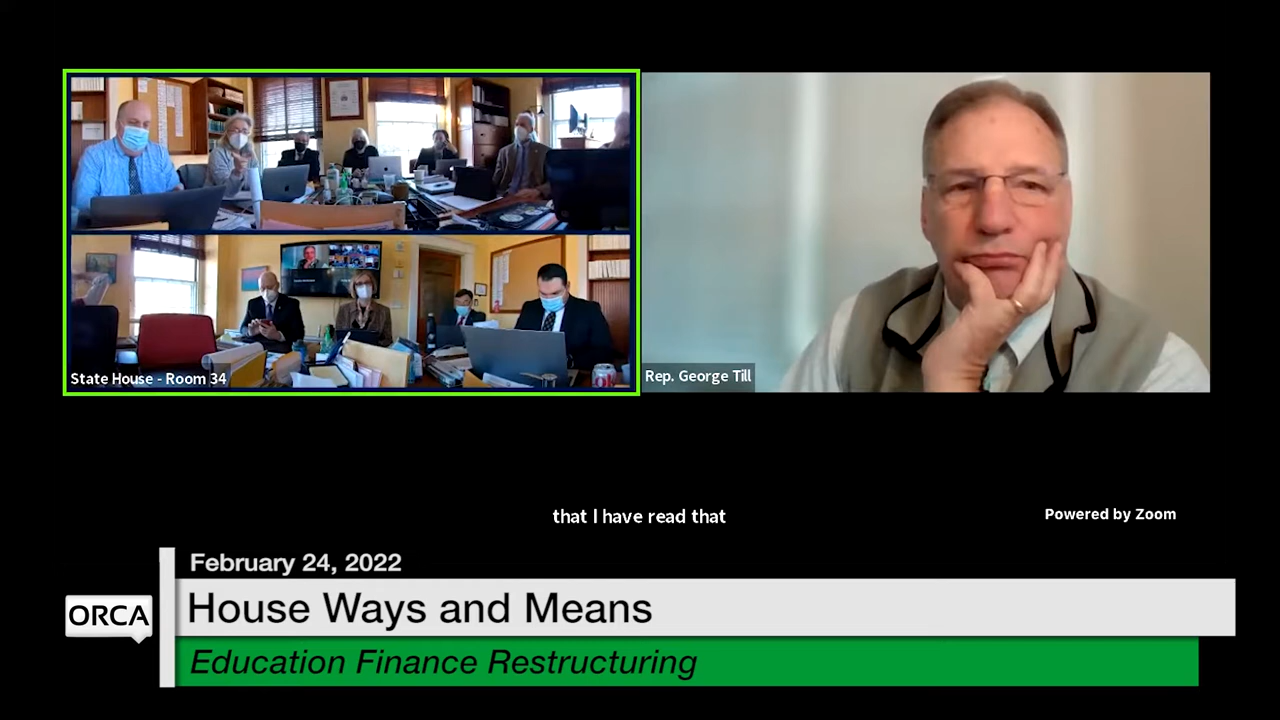 State House - Room 34
Rep. George Till
that I have read that
Powered by Zoom
February 24, 2022
ORCA
House Ways and Means
Education Finance Restructuring